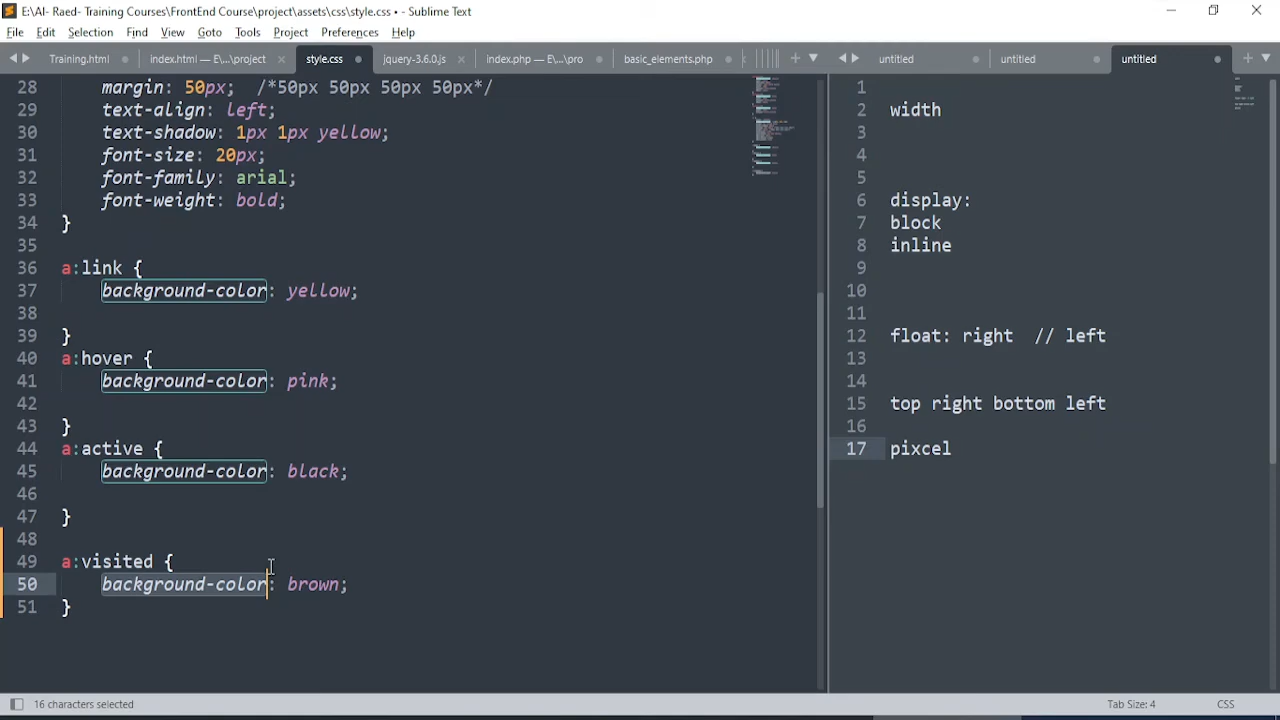 E:\Al- Raed- Training Courses\FrontEnd Course\project\assets\css\style.css • - Sublime Text
File Edit Selection Find View Goto Tools Project Preferences Help
Training.html index.html — E:\...\project style.css jquery-3.6.0.js index.php — E:\...\pro basic_elements.php untitled untitled untitled
28 margin: 50px; /*50px 50px 50px 50px*/
29 text-align: left;
30 text-shadow: 1px 1px yellow;
31 font-size: 20px;
32 font-family: arial;
33 font-weight: bold;
34 }
35
36 a:link {
37 background-color: yellow;
38
39 }
40 a:hover {
41 background-color: pink;
42
43 }
44 a:active {
45 background-color: black;
46
47 }
48
49 a:visited {
50 background-color: brown;
51 }
1
2 width
3
4
5
6 display:
7 block
8 inline
9
10
11
12 float: right // left
13
14
15 top right bottom left
16
17 pixcel
16 characters selected Tab Size: 4 CSS